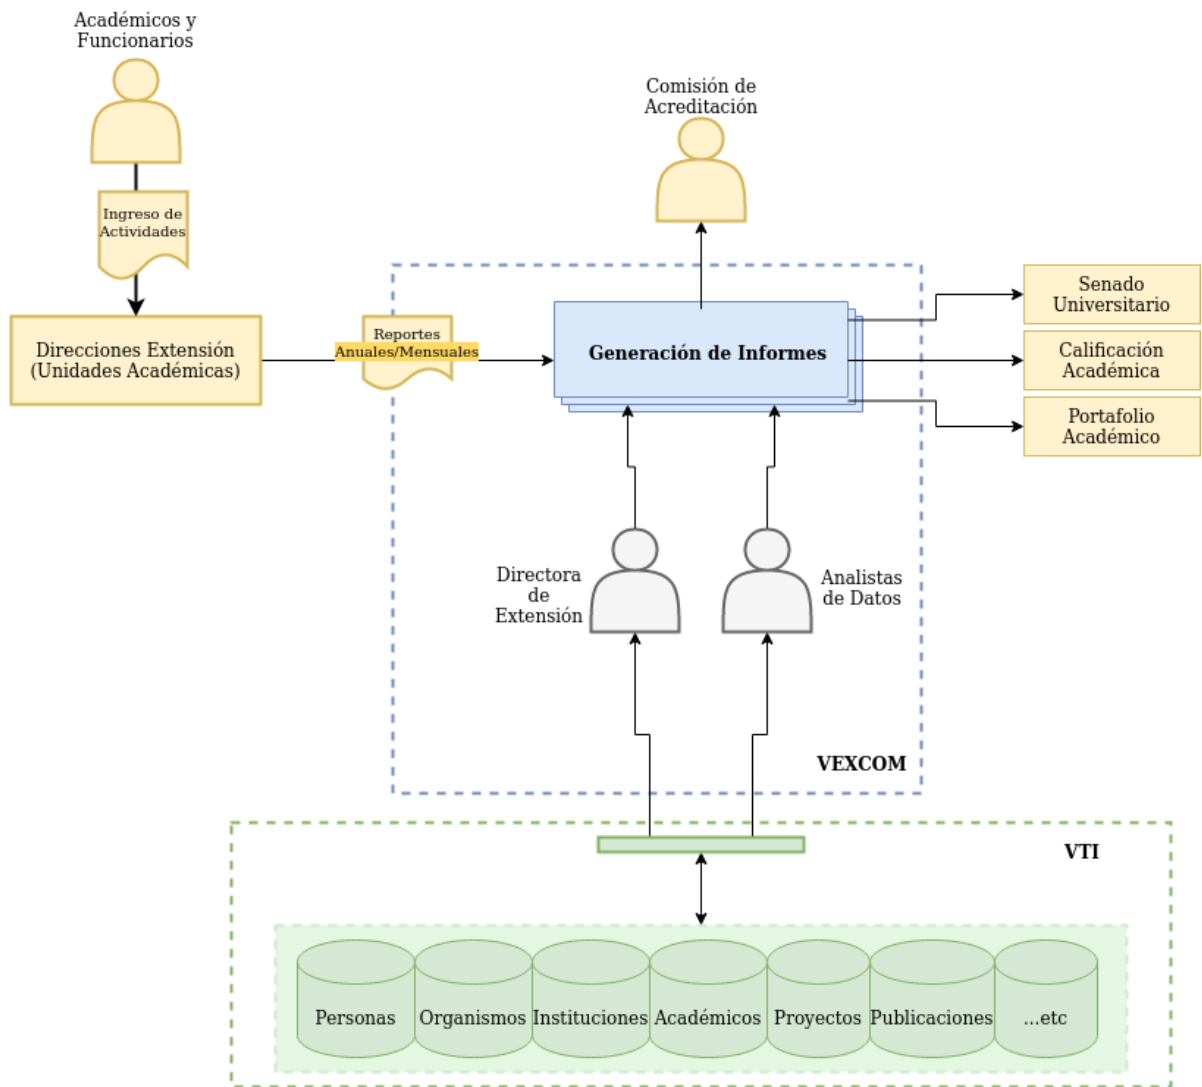 Académicos y
Funcionarios
Comisión de
Acreditación
Ingreso de
Actividades
Senado
Universitario
Direcciones Extensión
(Unidades Académicas)
Reportes
Anuales/Mensuales
Generación de Informes
Calificación
Académica
Portafolio
Académico
Directora
de
Extensión
Analistas
de Datos
VEXCOM
VTI
Personas
Organismos
Instituciones
Académicos
Proyectos
Publicaciones
...etc